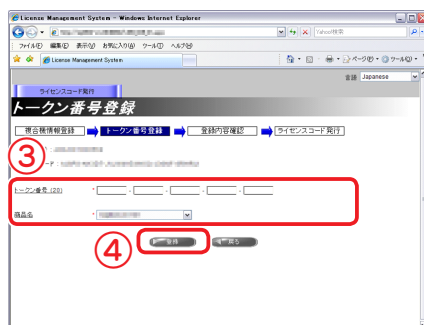 License Management System - Windows Internet Explorer
Yahoo!検索
ファイル(F) 編集(E) 表示(V) お気に入り(A) ツール(T) ヘルプ(H)
License Management System
ページ(P) ツール(O)
言語 Japanese
ライセンスコード発行
トークン番号登録
複合機情報登録 トークン番号登録 登録内容確認 ライセンスコード発行
③
トークン番号 (20) * - - - -
商品名 *
④ 登録 戻る